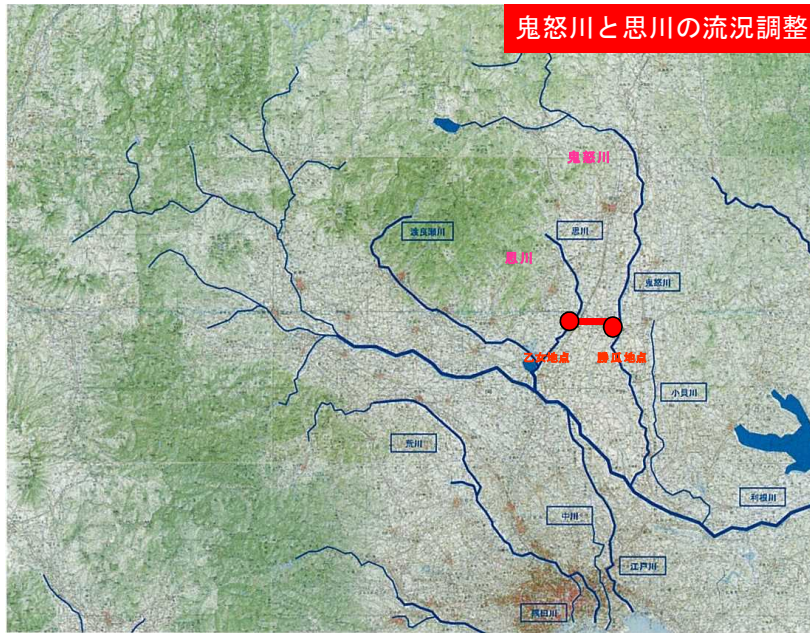 鬼怒川と思川の流況調整
鬼怒川
渡良瀬川
思川
思川
鬼怒川
乙女地点
勝瓜地点
小貝川
荒川
利根川
中川
江戸川
隅田川